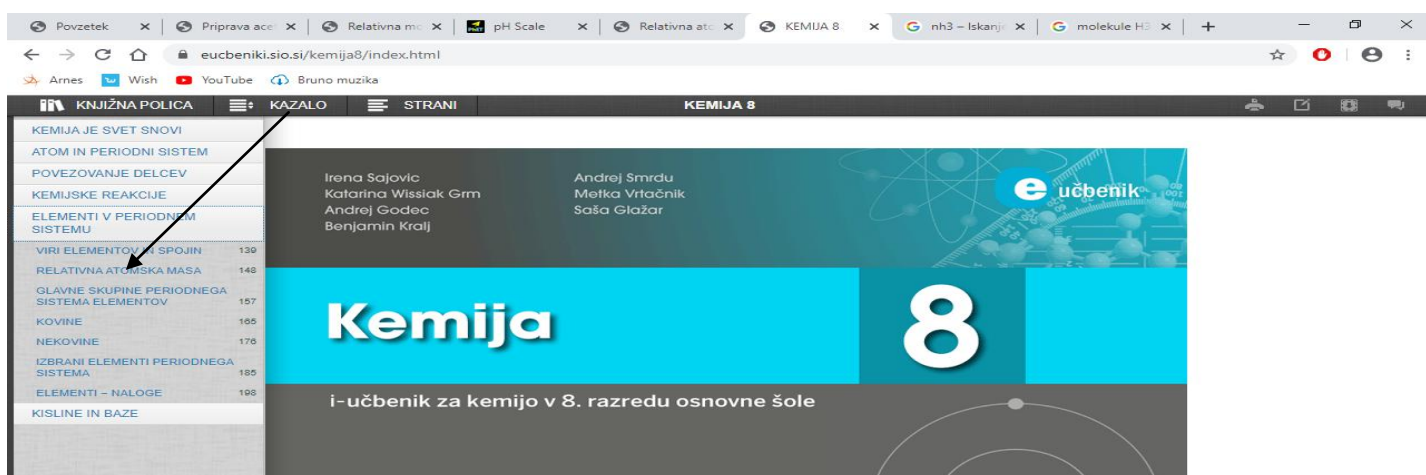 Povzetek
Priprava ace
Relativna mo
pH Scale
Relativna ato
KEMIJA 8
nh3 – Iskanje
molekule H3
eucbeniki.sio.si/kemija8/index.html
Arnes
Wish
YouTube
Bruno muzika
KNJIŽNA POLICA
KAZALO
STRANI
KEMIJA 8
KEMIJA JE SVET SNOVI
ATOM IN PERIODNI SISTEM
POVEZOVANJE DELCEV
KEMIJSKE REAKCIJE
ELEMENTI V PERIODNEM
SISTEMU
VIRI ELEMENTOV IN SPOJIN 139
RELATIVNA ATOMSKA MASA 148
GLAVNE SKUPINE PERIODNEGA
SISTEMA ELEMENTOV 157
KOVINE 165
NEKOVINE 176
IZBRANI ELEMENTI PERIODNEGA
SISTEMA 185
ELEMENTI – NALOGE 198
KISLINE IN BAZE
Irena Sajovic
Katarina Wissiak Grm
Andrej Godec
Benjamin Kralj
Andrej Smrdu
Metka Vrtačnik
Saša Glažar
e učbenik
Kemija
8
i-učbenik za kemijo v 8. razredu osnovne šole